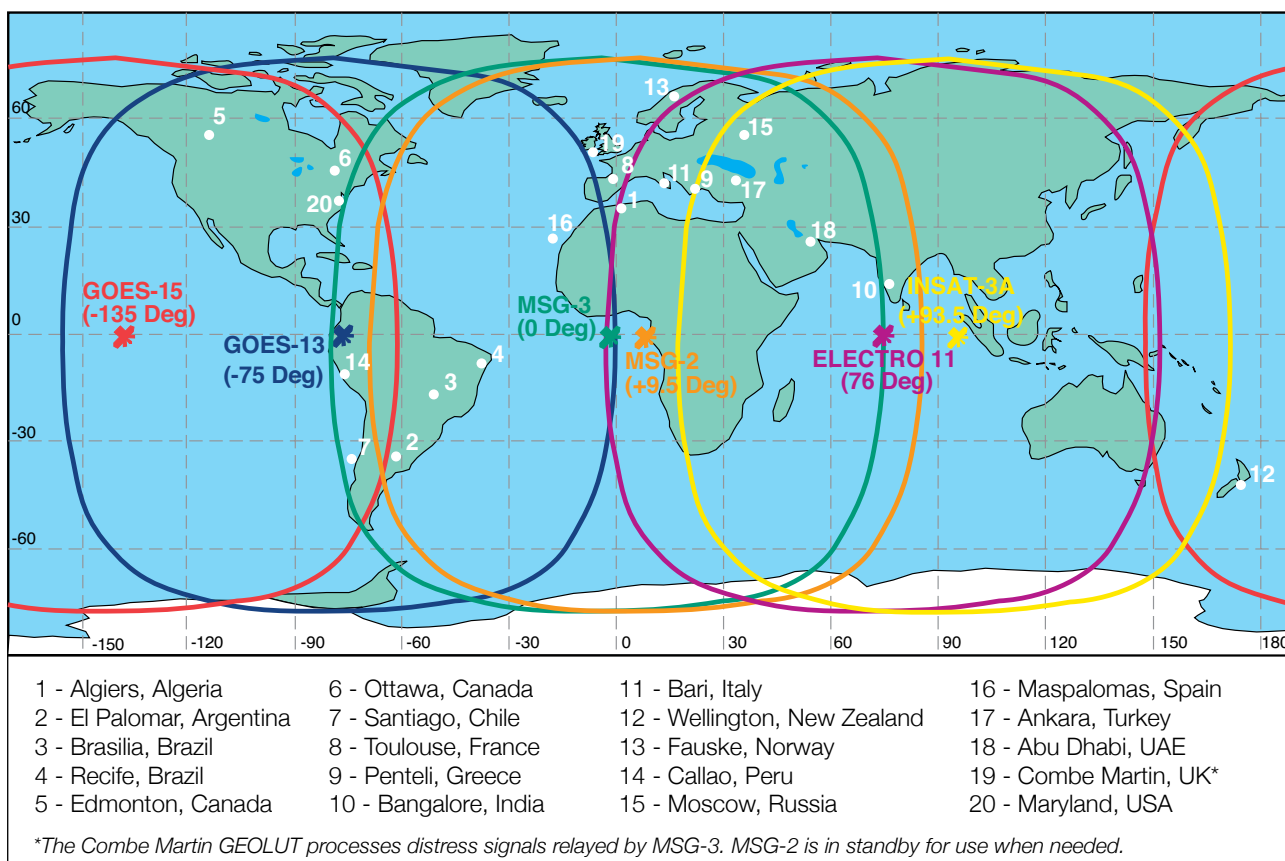 60
30
0
-30
-60
5
6
20
13
19
15
8
11
9
17
1
16
18
10
GOES-15
(-135 Deg)
GOES-13
(-75 Deg)
MSG-3
(0 Deg)
MSG-2
(+9.5 Deg)
ELECTRO 11
(76 Deg)
INSAT-3A
(+93.5 Deg)
14
4
3
7
2
12
-150 -120 -90 -60 -30 0 30 60 90 120 150 180
1 - Algiers, Algeria
2 - El Palomar, Argentina
3 - Brasilia, Brazil
4 - Recife, Brazil
5 - Edmonton, Canada
6 - Ottawa, Canada
7 - Santiago, Chile
8 - Toulouse, France
9 - Penteli, Greece
10 - Bangalore, India
11 - Bari, Italy
12 - Wellington, New Zealand
13 - Fauske, Norway
14 - Callao, Peru
15 - Moscow, Russia
16 - Maspalomas, Spain
17 - Ankara, Turkey
18 - Abu Dhabi, UAE
19 - Combe Martin, UK*
20 - Maryland, USA
*The Combe Martin GEOLUT processes distress signals relayed by MSG-3. MSG-2 is in standby for use when needed.